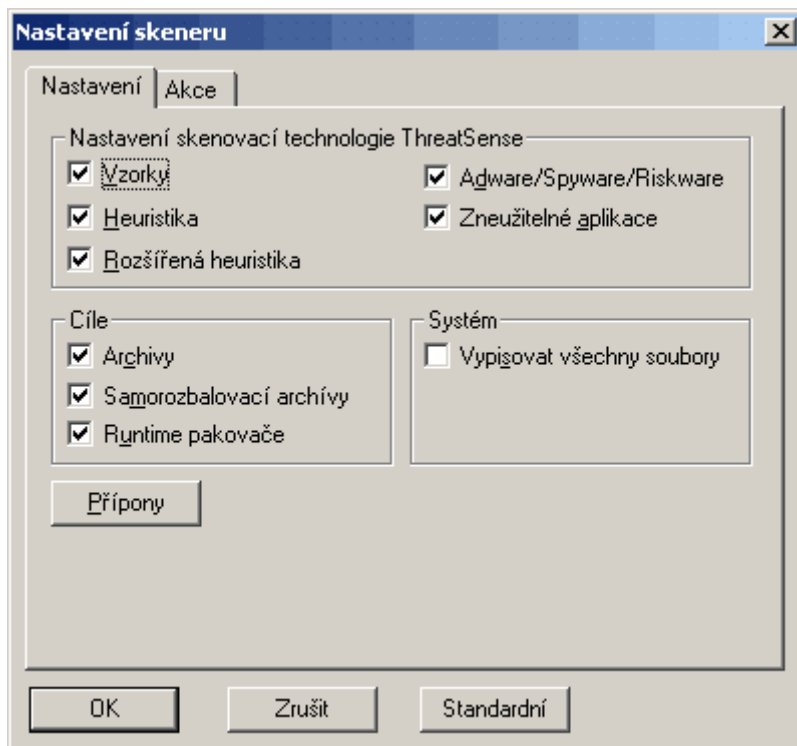 Nastavení skeneru
Nastavení
Akce
Nastavení skenovací technologie ThreatSense
Vzorky
Adware/Spyware/Riskware
Heuristika
Zneužitelné aplikace
Rozšířená heuristika
Cíle
Systém
Archivy
Vypisovat všechny soubory
Samorozbalovací archívy
Runtime pakovače
Přípony
OK
Zrušit
Standardní